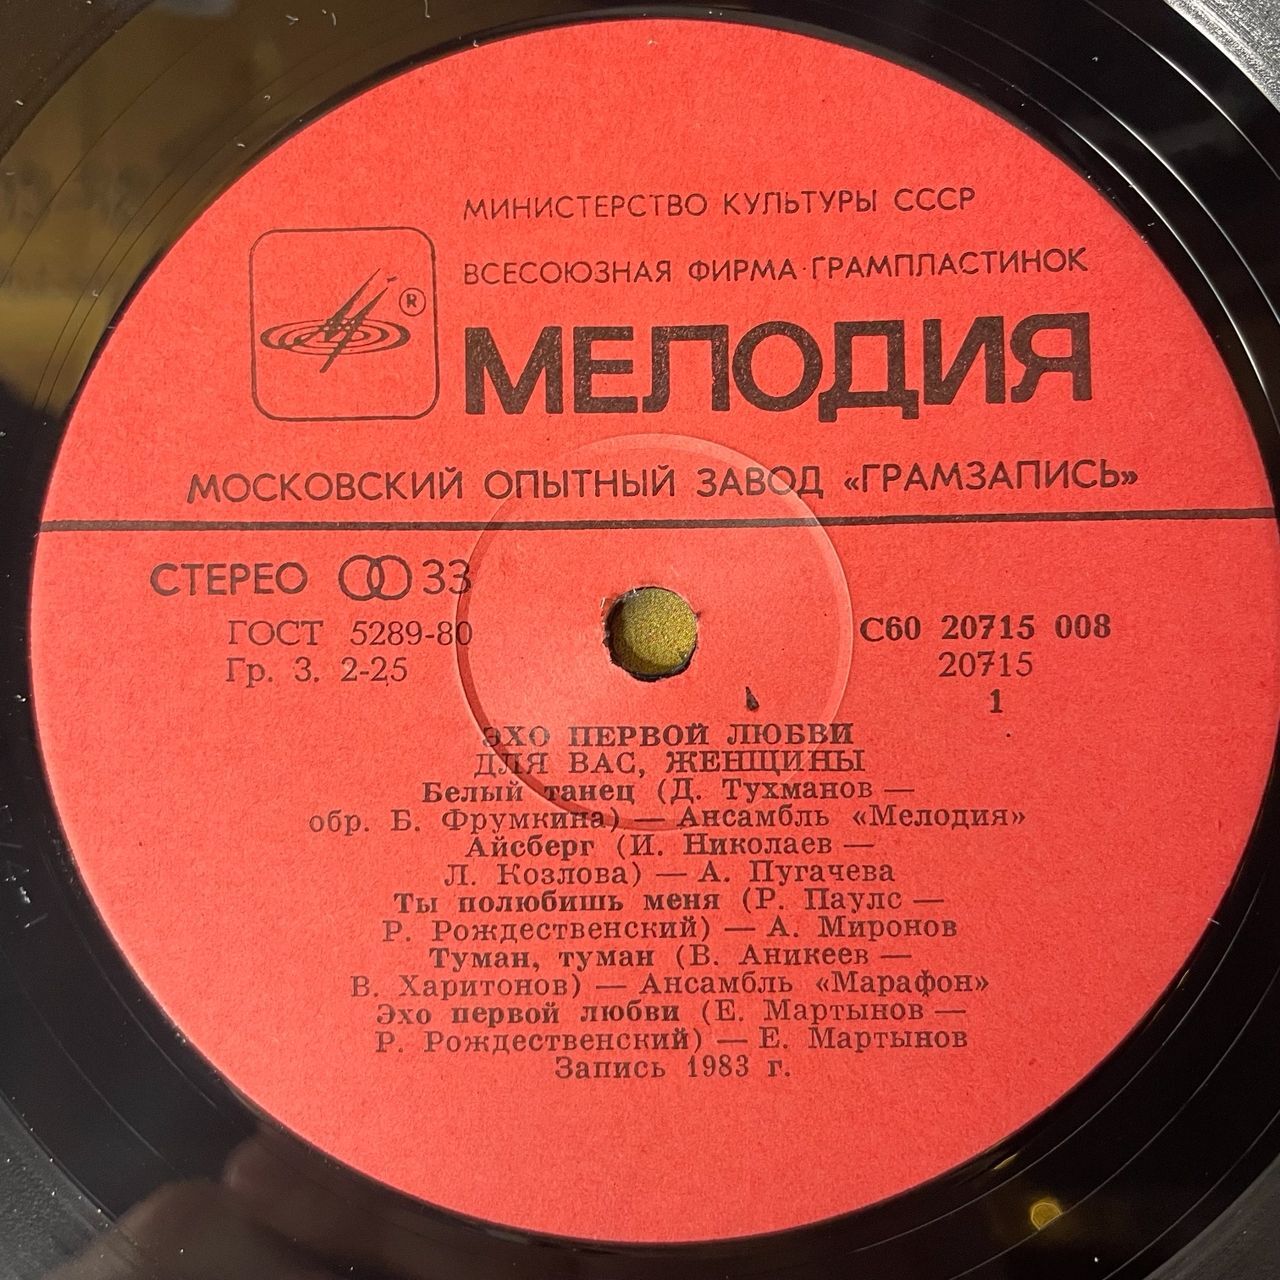 МИНИСТЕРСТВО КУЛЬТУРЫ СССР
ВСЕСОЮЗНАЯ ФИРМА ГРАМПЛАСТИНОК
®
МЕЛОДИЯ
МОСКОВСКИЙ ОПЫТНЫЙ ЗАВОД «ГРАМЗАПИСЬ»
СТЕРЕО 33
ГОСТ 5289-80
Гр. 3. 2-25
С60 20715 008
20715
1
ЭХО ПЕРВОЙ ЛЮБВИ
ДЛЯ ВАС, ЖЕНЩИНЫ
Белый танец (Д. Тухманов —
обр. Б. Фрумкина) — Ансамбль «Мелодия»
Айсберг (И. Николаев —
Л. Козлова) — А. Пугачева
Ты полюбишь меня (Р. Паулс —
Р. Рождественский) — А. Миронов
Туман, туман (В. Аникеев —
В. Харитонов) — Ансамбль «Марафон»
Эхо первой любви (Е. Мартынов —
Р. Рождественский) — Е. Мартынов
Запись 1983 г.